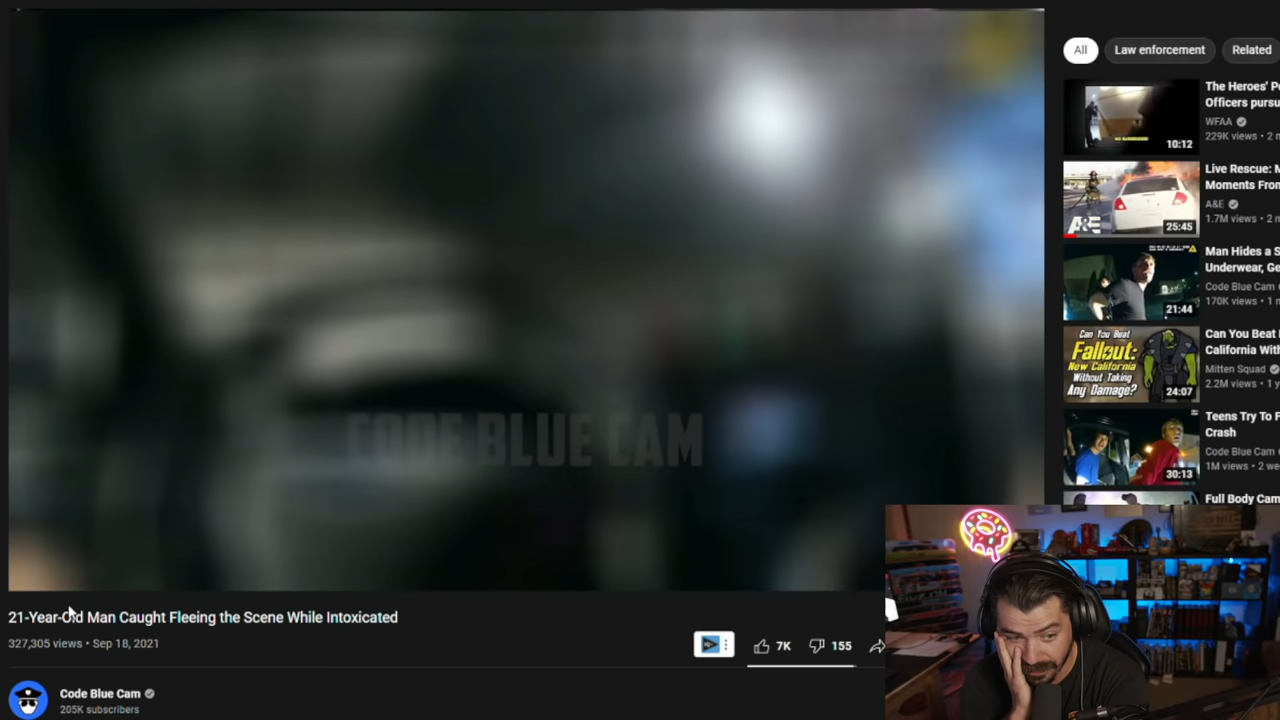 CODE BLUE CAM
21-Year-Old Man Caught Fleeing the Scene While Intoxicated
327,305 views • Sep 18, 2021
7K
155
Code Blue Cam
205K subscribers
All
Law enforcement
Related
The Heroes' P
Officers pursu
WFAA
229K views • 2 m
10:12
Live Rescue: M
Moments From
A&E
1.7M views • 2 m
A&E
25:45
Man Hides a S
Underwear, Ge
Code Blue Cam
170K views • 1 m
21:44
Can You Beat
Fallout:
New California
Without Taking
Any Damage?
24:07
Can You Beat
California With
Mitten Squad
2.2M views • 1 y
Teens Try To F
Crash
Code Blue Cam
1M views • 2 we
30:13
Full Body Cam